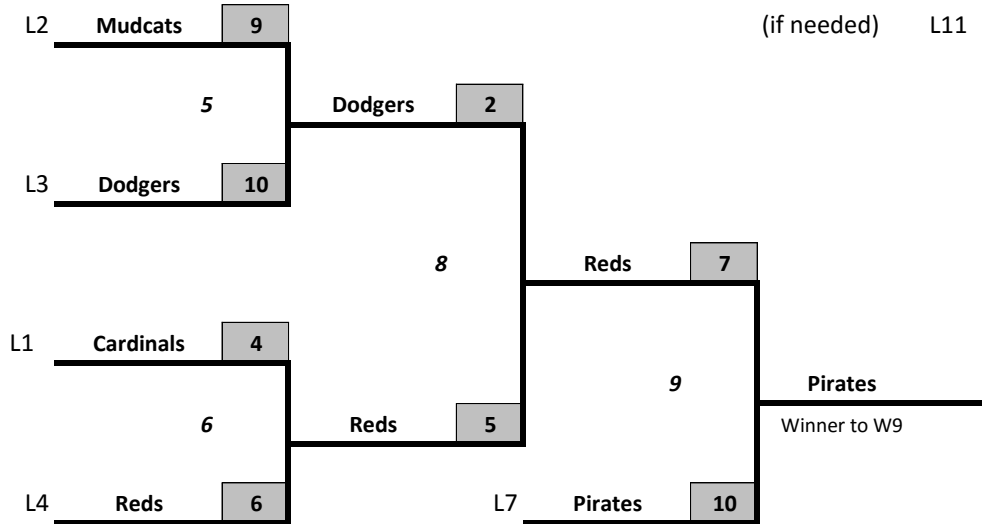 L2 Mudcats 9 (if needed) L11
5 Dodgers 2
L3 Dodgers 10
8 Reds 7
L1 Cardinals 4
9 Pirates
6 Reds 5 Winner to W9
L4 Reds 6 L7 Pirates 10